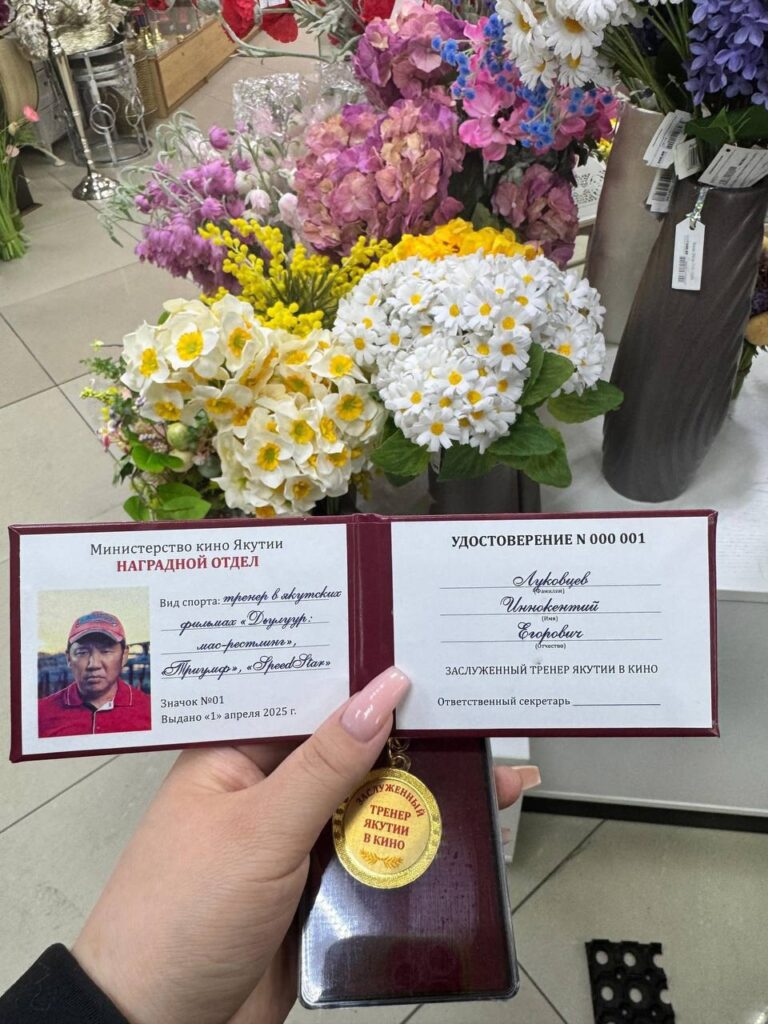 Министерство кино Якутии
НАГРАДНОЙ ОТДЕЛ
Вид спорта: тренер в якутских
фильмах «Дьулуур:
мас-рестлинг»,
«Триумф», «SpeedStar»
Значок №01
Выдано «1» апреля 2025 г.
УДОСТОВЕРЕНИЕ N 000 001
Луковцев
(Фамилия)
Иннокентий
(Имя)
Егорович
(Отчество)
ЗАСЛУЖЕННЫЙ ТРЕНЕР ЯКУТИИ В КИНО
Ответственный секретарь
ЗАСЛУЖЕННЫЙ
ТРЕНЕР
ЯКУТИИ
В КИНО